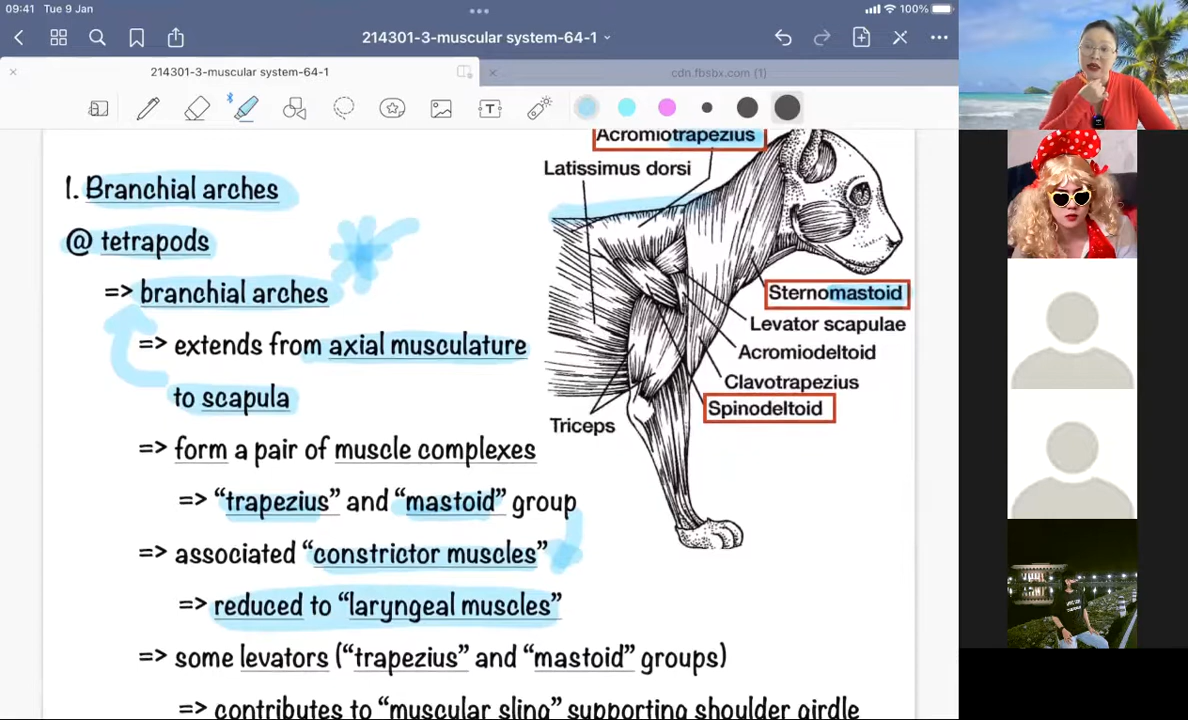 09:41 Tue 9 Jan
100%
214301-3-muscular system-64-1
214301-3-muscular system-64-1
cdn.fbsbx.com (1)
T
1. Branchial arches
@ tetrapods
=> branchial arches
=> extends from axial musculature
to scapula
=> form a pair of muscle complexes
=> “trapezius” and “mastoid” group
=> associated “constrictor muscles”
=> reduced to “laryngeal muscles”
=> some levators (“trapezius” and “mastoid” groups)
=> contributes to “muscular sling” supporting shoulder girdle
Acromiotrapezius
Latissimus dorsi
Sternomastoid
Levator scapulae
Acromiodeltoid
Clavotrapezius
Spinodeltoid
Triceps